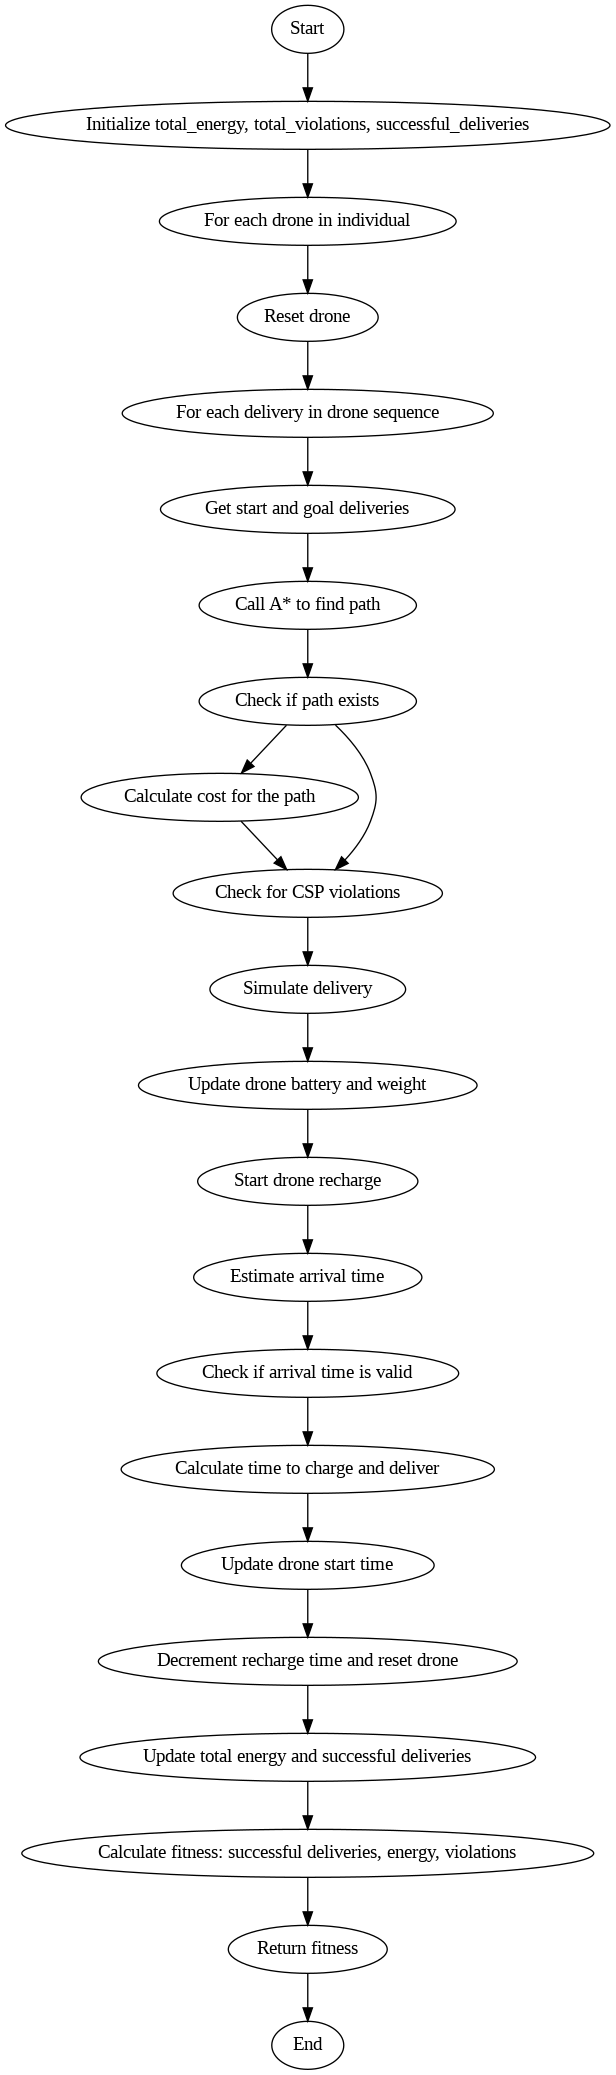 Start
Initialize total_energy, total_violations, successful_deliveries
For each drone in individual
Reset drone
For each delivery in drone sequence
Get start and goal deliveries
Call A* to find path
Check if path exists
Calculate cost for the path
Check for CSP violations
Simulate delivery
Update drone battery and weight
Start drone recharge
Estimate arrival time
Check if arrival time is valid
Calculate time to charge and deliver
Update drone start time
Decrement recharge time and reset drone
Update total energy and successful deliveries
Calculate fitness: successful deliveries, energy, violations
Return fitness
End